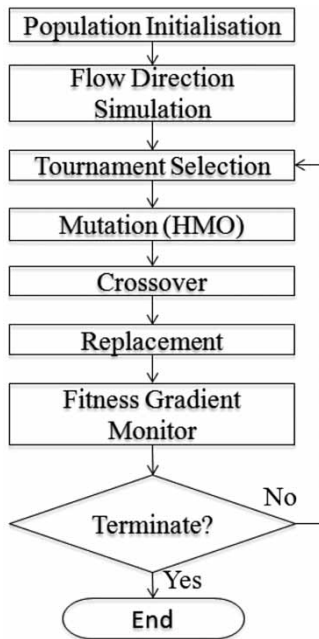 Population Initialisation
Flow Direction
Simulation
Tournament Selection
Mutation (HMO)
Crossover
Replacement
Fitness Gradient
Monitor
No
Terminate?
Yes
End